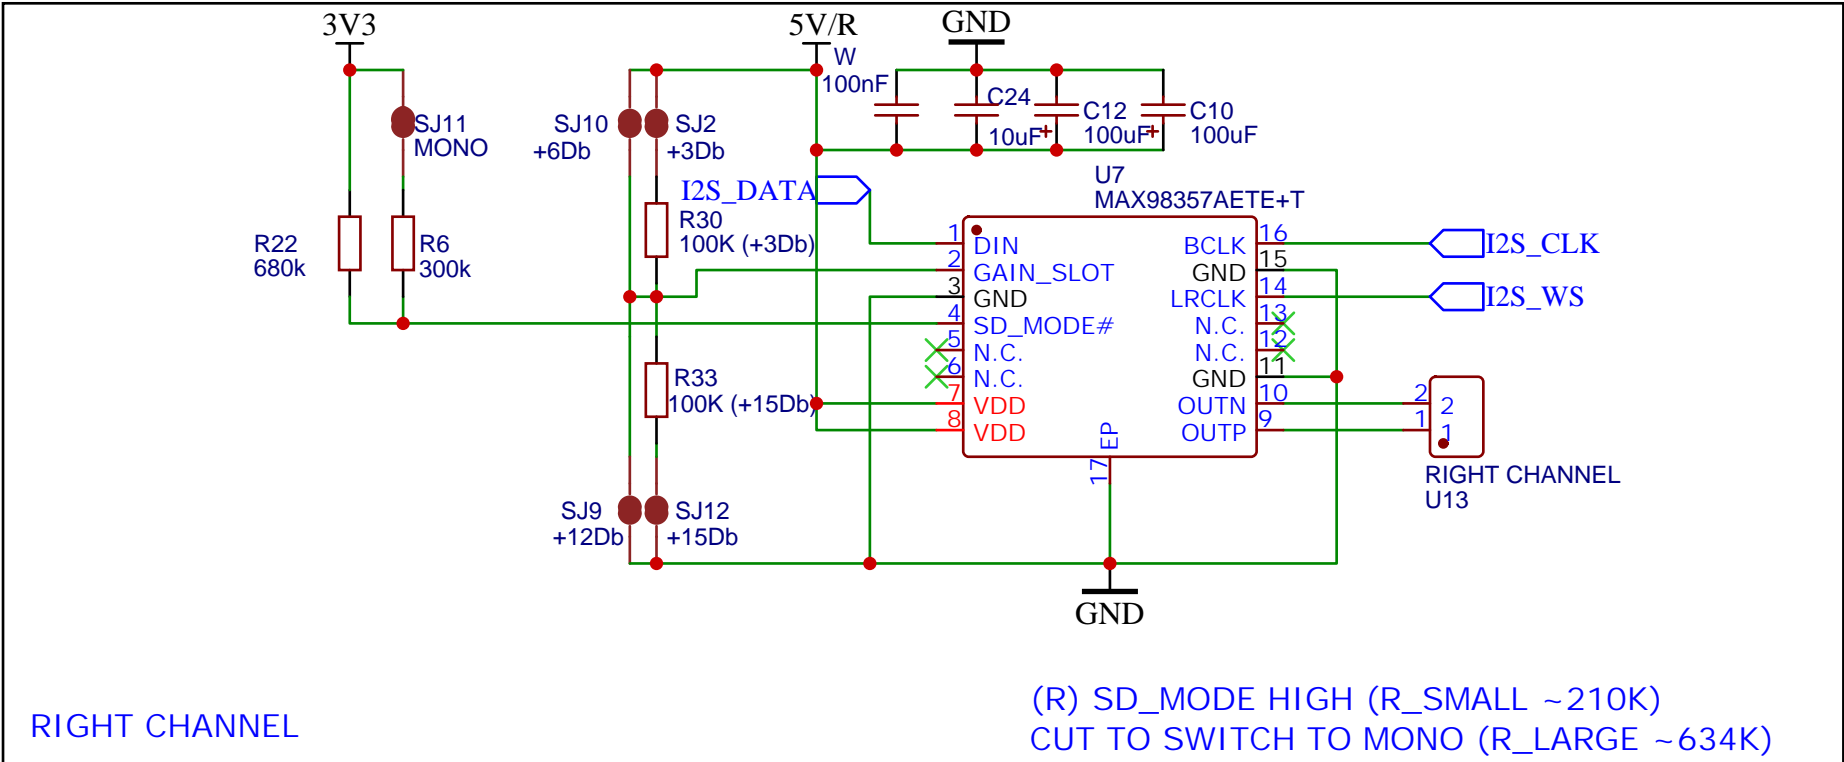 3V3
5V/R
GND
W
100nF
C24
10uF
C12
100uF
C10
100uF
SJ11
MONO
SJ10
+6Db
SJ2
+3Db
I2S_DATA
U7
MAX98357AETE+T
R22
680k
R6
300k
R30
100K (+3Db)
1
DIN
2
GAIN_SLOT
3
GND
4
SD_MODE#
5
N.C.
6
N.C.
7
VDD
8
VDD
16
BCLK
15
GND
14
LRCLK
13
N.C.
12
N.C.
11
GND
10
OUTN
9
OUTP
17
EP
I2S_CLK
I2S_WS
2
2
1
1
RIGHT CHANNEL
U13
R33
100K (+15Db)
SJ9
+12Db
SJ12
+15Db
GND
RIGHT CHANNEL
(R) SD_MODE HIGH (R_SMALL ~210K)
CUT TO SWITCH TO MONO (R_LARGE ~634K)